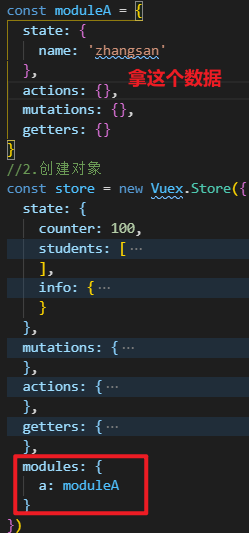 const moduleA = {
state: {
name: 'zhangsan'
},
actions: {}, 拿这个数据
mutations: {},
getters: {}
}
//2.创建对象
const store = new Vuex.Store({
state: {
counter: 100,
students: [ ···
],
info: { ···
}
},
mutations: { ···
},
actions: { ···
},
getters: { ···
},
modules: {
a: moduleA
}
})